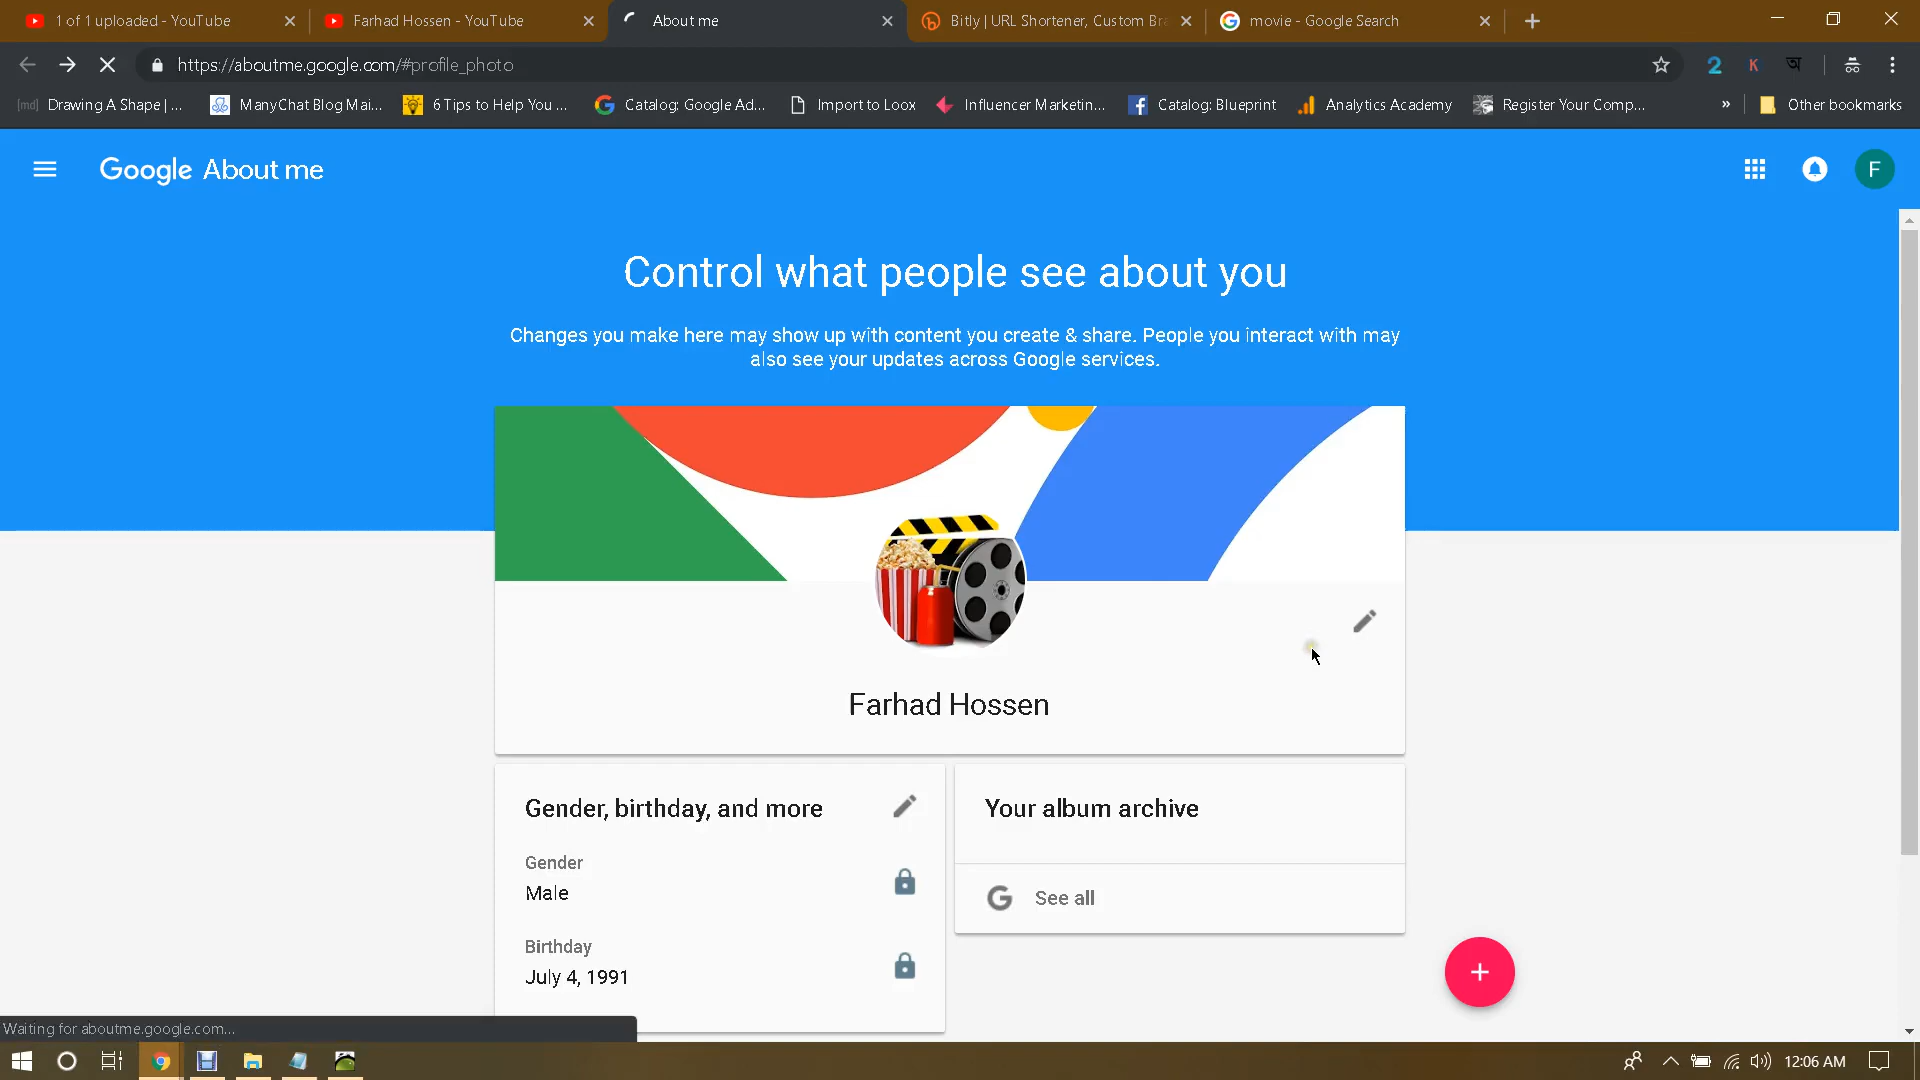 1 of 1 uploaded - YouTube
Farhad Hossen - YouTube
About me
Bitly | URL Shortener, Custom Bra
movie - Google Search
https://aboutme.google.com/#profile_photo
[md] Drawing A Shape | ...
ManyChat Blog Mai...
6 Tips to Help You ...
Catalog: Google Ad...
Import to Loox
Influencer Marketin...
Catalog: Blueprint
Analytics Academy
Register Your Comp...
»
Other bookmarks
Google About me
F
Control what people see about you
Changes you make here may show up with content you create & share. People you interact with may
also see your updates across Google services.
Farhad Hossen
Gender, birthday, and more
Gender
Male
Birthday
July 4, 1991
Your album archive
See all
Waiting for aboutme.google.com...
12:06 AM